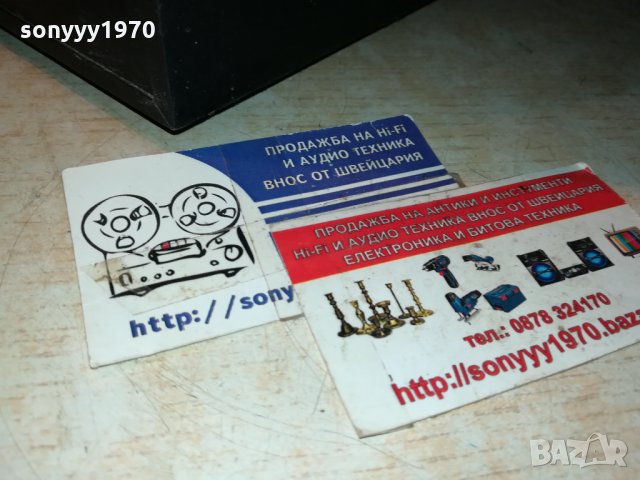 sonyyy1970
ПРОДАЖБА НА Hi-Fi
И АУДИО ТЕХНИКА
ВНОС ОТ ШВЕЙЦАРИЯ
http://sony
ПРОДАЖБА НА АНТИКИ И ИНСТРУМЕНТИ
Hi-Fi И АУДИО ТЕХНИКА ВНОС ОТ ШВЕЙЦАРИЯ
ЕЛЕКТРОНИКА И БИТОВА ТЕХНИКА
тел.: 0878 324170
http://sonyyy1970.baza
BAZAR
sonyyy1970